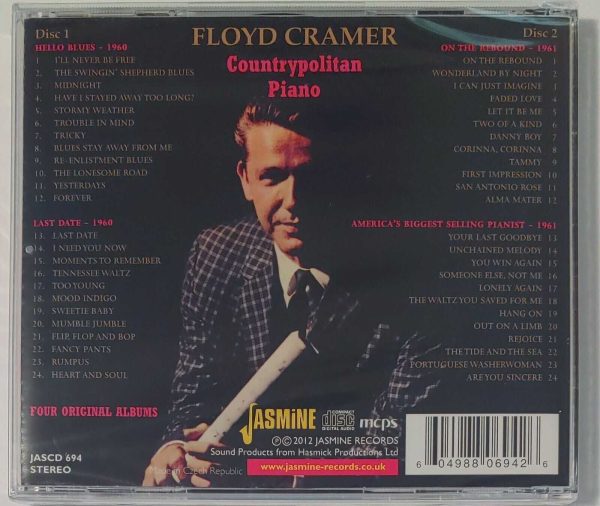 Disc 1
HELLO BLUES - 1960
1 I'LL NEVER BE FREE
2 THE SWINGIN' SHEPHERD BLUES
3 MIDNIGHT
4. HAVE I STAYED AWAY TOO LONG?
5. STORMY WEATHER
6. TROUBLE IN MIND
7. TRICKY
8. BLUES STAY AWAY FROM ME
9. RE-ENLISTMENT BLUES
10. THE LONESOME ROAD
11. YESTERDAYS
12. FOREVER
LAST DATE - 1960
13. LAST DATE
14. I NEED YOU NOW
15. MOMENTS TO REMEMBER
16. TENNESSEE WALTZ
17. TOO YOUNG
18. MOOD INDIGO
19. SWEETIE BABY
20. MUMBLE JUMBLE
21. FLIP, FLOP AND BOP
22. FANCY PANTS
23. RUMPUS
24. HEART AND SOUL
FOUR ORIGINAL ALBUMS
JASCD 694
STEREO
FLOYD CRAMER
Countrypolitan
Piano
Disc 2
ON THE REBOUND - 1961
ON THE REBOUND 1
WONDERLAND BY NIGHT 2
I CAN JUST IMAGINE 3
FADED LOVE 4
LET IT BE ME 5
TWO OF A KIND 6
DANNY BOY 7
CORINNA, CORINNA 8
TAMMY 9
FIRST IMPRESSION 10
SAN ANTONIO ROSE 11
ALMA MATER 12
AMERICA'S BIGGEST SELLING PIANIST - 1961
YOUR LAST GOODBYE 13
UNCHAINED MELODY 14
YOU WIN AGAIN 15
SOMEONE ELSE, NOT ME 16
LONELY AGAIN 17
THE WALTZ YOU SAVED FOR ME 18
HANG ON 19
OUT ON A LIMB 20
REJOICE 21
THE TIDE AND THE SEA 22
PORTUGUESE WASHERWOMAN 23
ARE YOU SINCERE 24
JASMINE
COMPACT
disc
DIGITAL AUDIO
mcps
Ⓟ© 2012 JASMINE RECORDS
Sound Products from Hasmick Productions Ltd
Made in Czech Republic
www.jasmine-records.co.uk
6 04988 06942 6